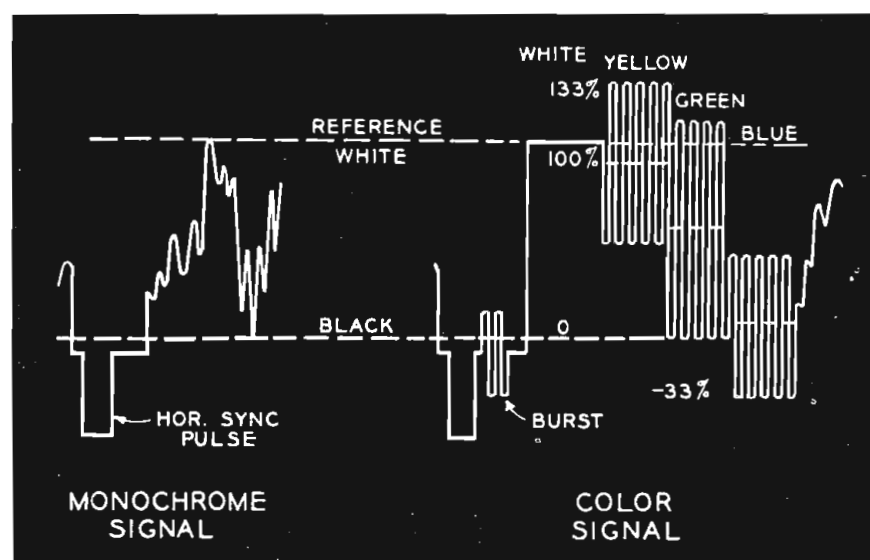 WHITE YELLOW
133%
GREEN
REFERENCE
WHITE
BLUE
100%
BLACK
0
-33%
HOR. SYNC
PULSE
BURST
MONOCHROME
SIGNAL
COLOR
SIGNAL